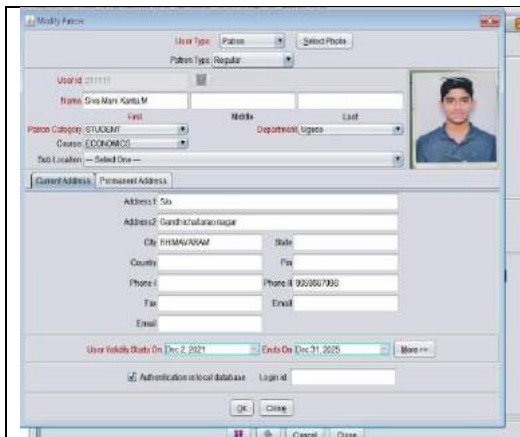 Modify Patron
User Type Patron Select Photo
Patron Type Regular
User Id
Name Siva Mani Kanta.M
First Middle Last
Patron Category STUDENT Department Ugeco
Course ECONOMICS
Sub Location --- Select One ---
Current Address Permanent Address
Address1 S/o
Address2
City BHIMAVARAM State
Country Pin
Phone-I Phone II
Fax Email
Email
User Validity Starts On Dec 2, 2021 Ends On Dec 31, 2025 More >>
Authentication in local database Login id
OK Close
Cancel Close